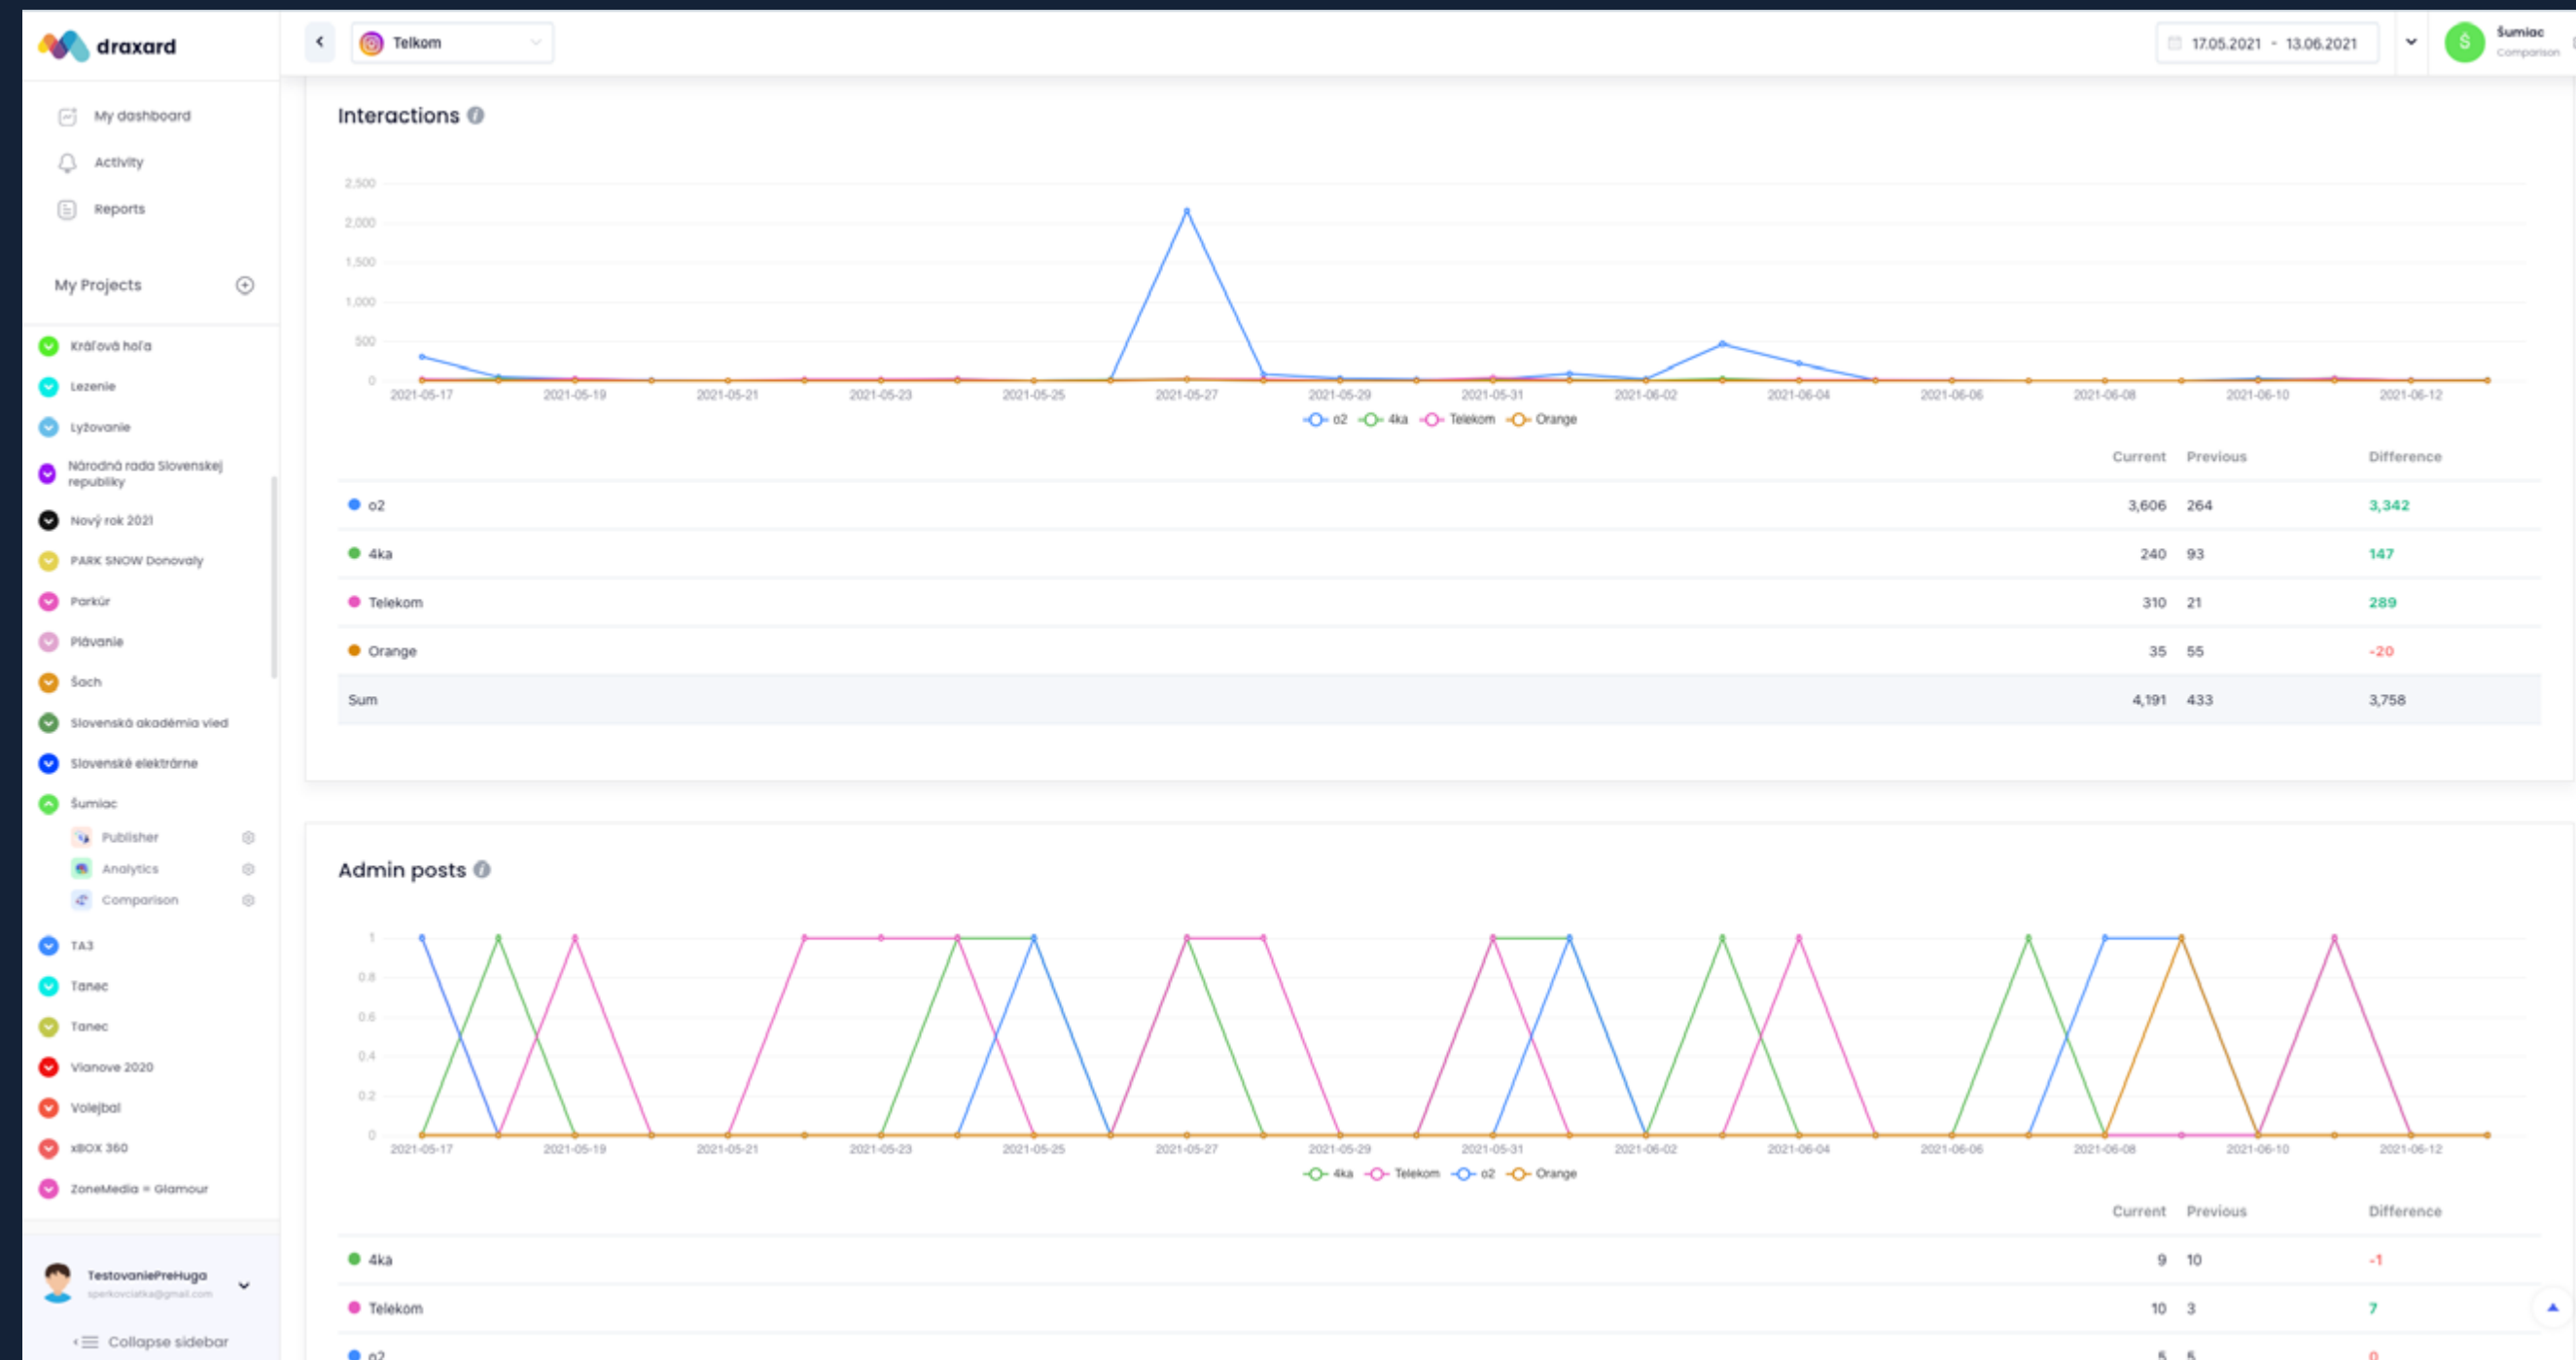 draxard
Telkom
17.05.2021 - 13.06.2021
Š
Šumiac
Comparison
My dashboard
Activity
Reports
My Projects
Kráľová hoľa
Lezenie
Lyžovanie
Národná rada Slovenskej
republiky
Nový rok 2021
PARK SNOW Donovaly
Parkúr
Plávanie
Šach
Slovenská akadémia vied
Slovenské elektrárne
Šumiac
Publisher
Analytics
Comparison
TA3
Tanec
Tanec
Vianove 2020
Volejbal
xBOX 360
ZoneMedia = Glamour
TestovaniePreHuga
sperkovciatka@gmail.com
Collapse sidebar
Interactions
2,500
2,000
1,500
1,000
500
0
2021-05-17 2021-05-19 2021-05-21 2021-05-23 2021-05-25 2021-05-27 2021-05-29 2021-05-31 2021-06-02 2021-06-04 2021-06-06 2021-06-08 2021-06-10 2021-06-12
o2 4ka Telekom Orange
Current Previous Difference
o2 3,606 264 3,342
4ka 240 93 147
Telekom 310 21 289
Orange 35 55 -20
Sum 4,191 433 3,758
Admin posts
1
0.8
0.6
0.4
0.2
0
2021-05-17 2021-05-19 2021-05-21 2021-05-23 2021-05-25 2021-05-27 2021-05-29 2021-05-31 2021-06-02 2021-06-04 2021-06-06 2021-06-08 2021-06-10 2021-06-12
4ka Telekom o2 Orange
Current Previous Difference
4ka 9 10 -1
Telekom 10 3 7
o2 5 5 0